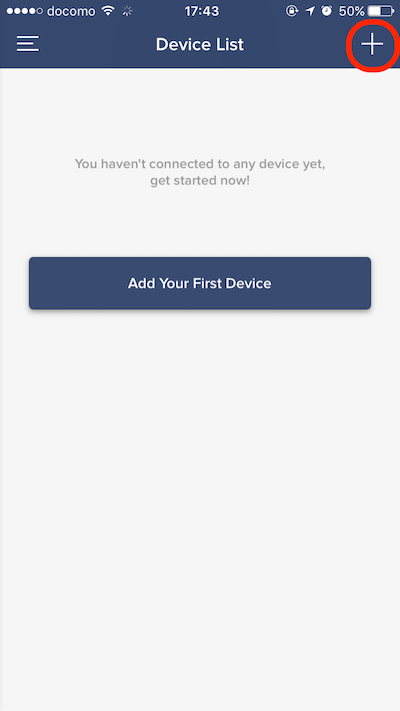 docomo 17:43 50%
Device List
You haven't connected to any device yet,
get started now!
Add Your First Device